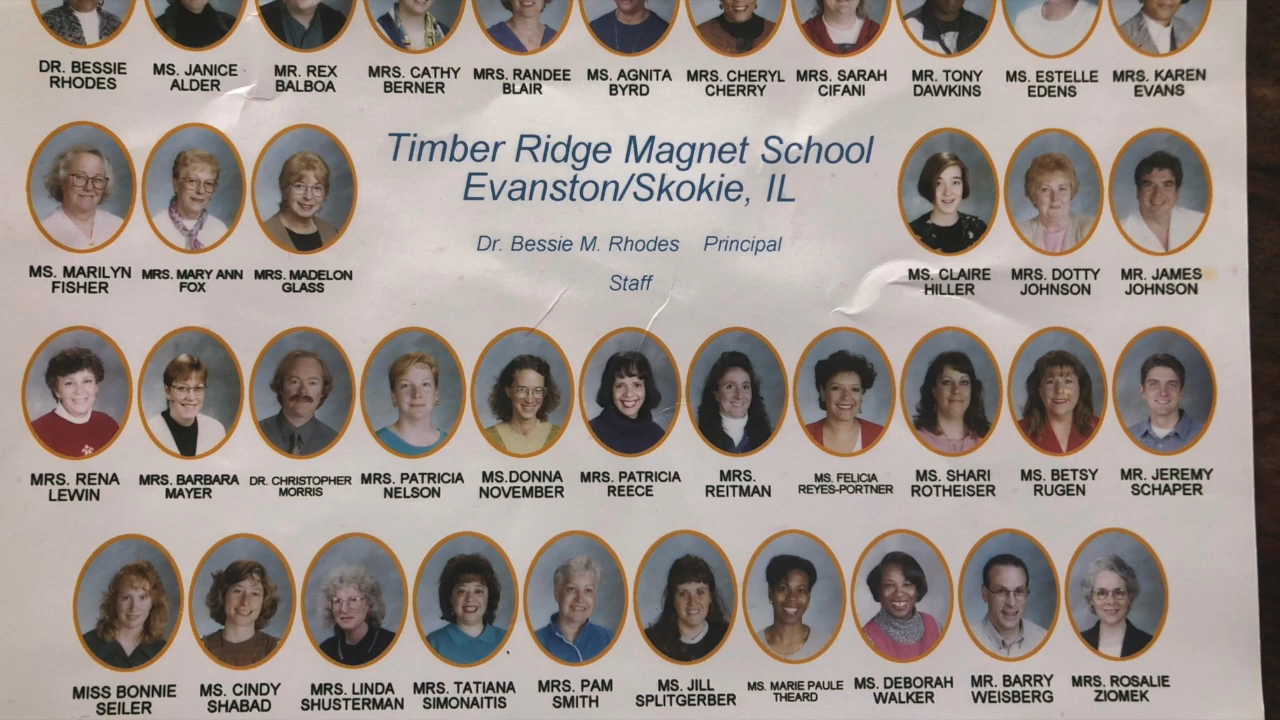 DR. BESSIE
RHODES
MS. JANICE
ALDER
MR. REX
BALBOA
MRS. CATHY
BERNER
MRS. RANDEE
BLAIR
MS. AGNITA
BYRD
MRS. CHERYL
CHERRY
MRS. SARAH
CIFANI
MR. TONY
DAWKINS
MS. ESTELLE
EDENS
MRS. KAREN
EVANS
Timber Ridge Magnet School
Evanston/Skokie, IL
Dr. Bessie M. Rhodes Principal
Staff
MS. MARILYN
FISHER
MRS. MARY ANN
FOX
MRS. MADELON
GLASS
MS. CLAIRE
HILLER
MRS. DOTTY
JOHNSON
MR. JAMES
JOHNSON
MRS. RENA
LEWIN
MRS. BARBARA
MAYER
DR. CHRISTOPHER
MORRIS
MRS. PATRICIA
NELSON
MS.DONNA
NOVEMBER
MRS. PATRICIA
REECE
MRS.
REITMAN
MS. FELICIA
REYES-PORTNER
MS. SHARI
ROTHEISER
MS. BETSY
RUGEN
MR. JEREMY
SCHAPER
MISS BONNIE
SEILER
MS. CINDY
SHABAD
MRS. LINDA
SHUSTERMAN
MRS. TATIANA
SIMONAITIS
MRS. PAM
SMITH
MS. JILL
SPLITGERBER
MS. MARIE PAULE
THEARD
MS. DEBORAH
WALKER
MR. BARRY
WEISBERG
MRS. ROSALIE
ZIOMEK